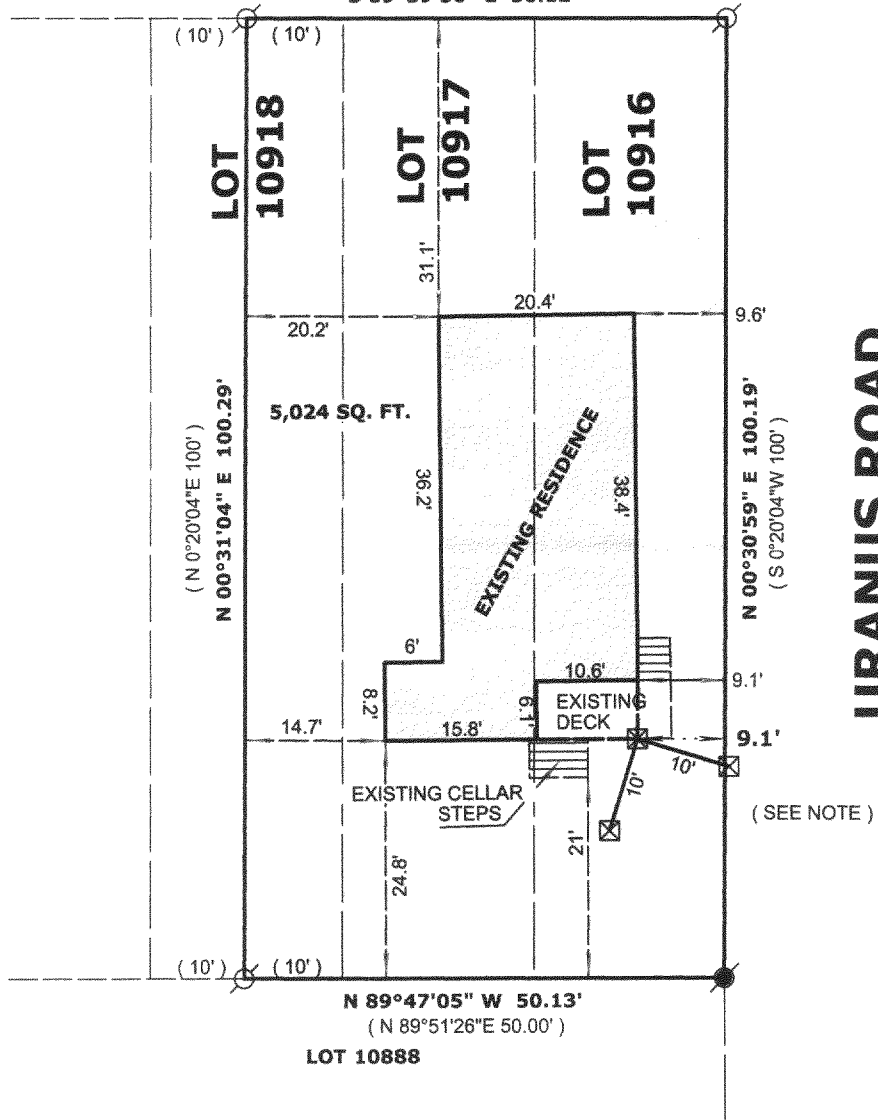 ( 10' )
( 10' )
LOT
10918
LOT
10917
LOT
10916
31.1'
20.4'
20.2'
9.6'
5,024 SQ. FT.
( N 0°20'04"E 100' )
N 00°31'04" E 100.29'
36.2'
EXISTING RESIDENCE
38.4'
N 00°30'59" E 100.19'
( S 0°20'04"W 100' )
URANUS ROAD
6'
8.2'
10.6'
6.1'
EXISTING
DECK
9.1'
14.7'
15.8'
9.1'
10'
10'
EXISTING CELLAR
STEPS
( SEE NOTE )
24.8'
21'
( 10' )
( 10' )
N 89°47'05" W 50.13'
( N 89°51'26"E 50.00' )
LOT 10888